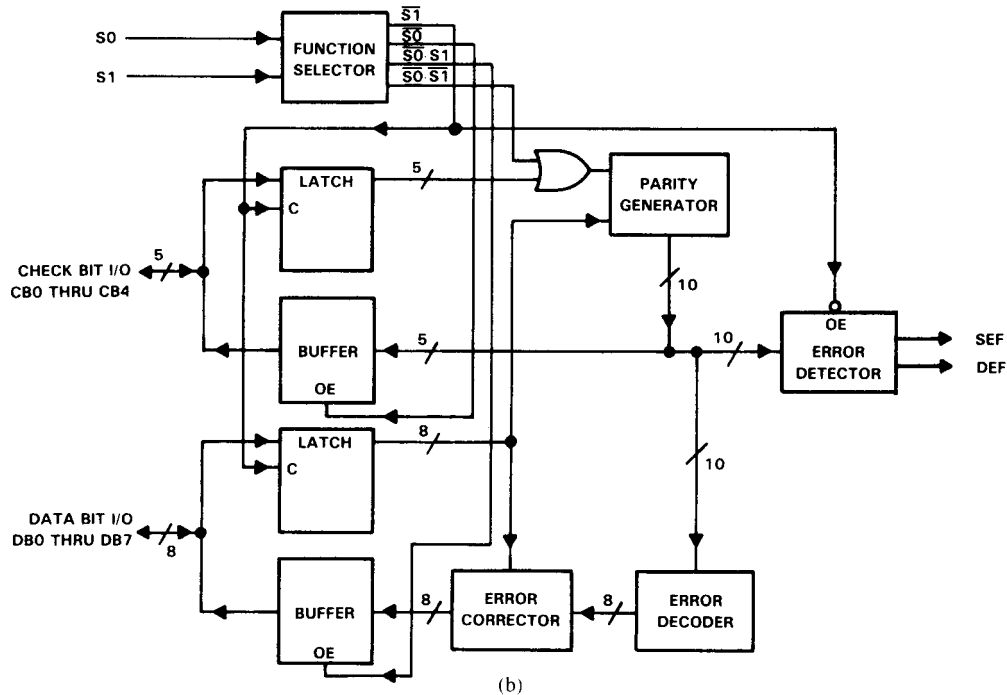 S0
S1
FUNCTION
SELECTOR
S̅1̅
S̅0̅
S̅0̅·S1
S̅0̅·S̅1̅
LATCH
C
5
PARITY
GENERATOR
10
5
CHECK BIT I/O
CB0 THRU CB4
BUFFER
OE
5
10
OE
ERROR
DETECTOR
SEF
DEF
LATCH
C
8
10
DATA BIT I/O
DB0 THRU DB7
8
BUFFER
OE
8
ERROR
CORRECTOR
8
ERROR
DECODER
(b)